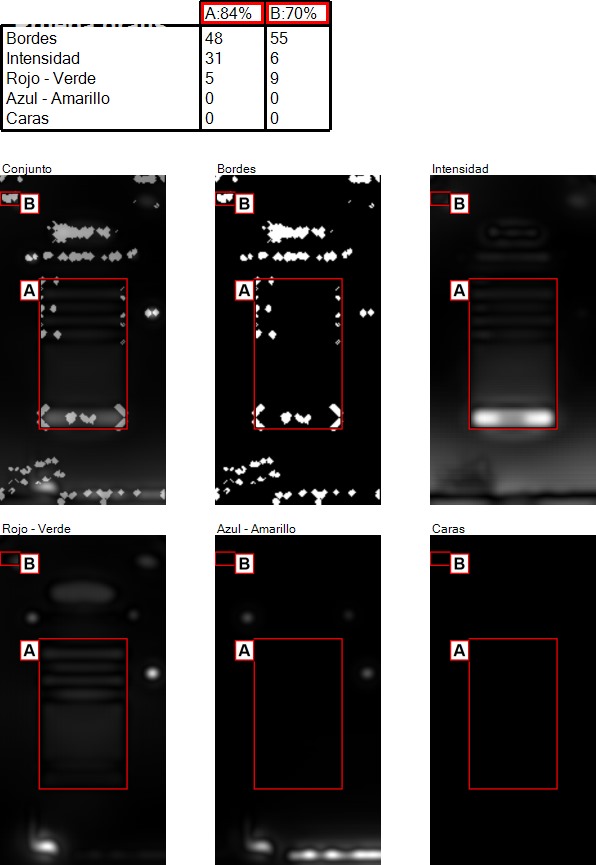 A:84% B:70%
Bordes 48 55
Intensidad 31 6
Rojo - Verde 5 9
Azul - Amarillo 0 0
Caras 0 0
Conjunto Bordes Intensidad
B B B
A A A
Rojo - Verde Azul - Amarillo Caras
B B B
A A A